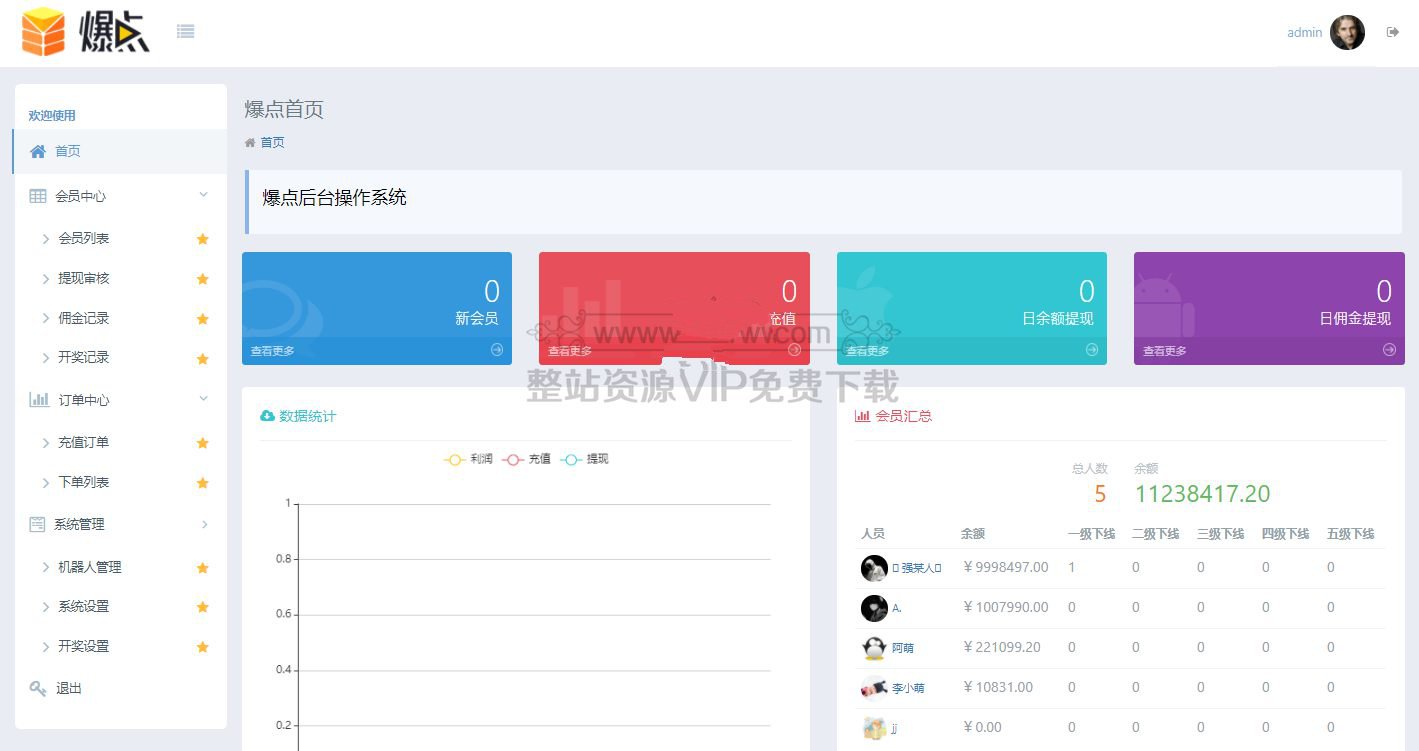 爆点
admin
欢迎使用
首页
会员中心
会员列表
提现审核
佣金记录
开奖记录
订单中心
充值订单
下单列表
系统管理
机器人管理
系统设置
开奖设置
退出
爆点首页
首页
爆点后台操作系统
0
新会员
查看更多
0
充值
查看更多
0
日余额提现
查看更多
0
日佣金提现
查看更多
整站资源VIP免费下载
数据统计
利润 充值 提现
1
0.8
0.6
0.4
0.2
会员汇总
总人数 余额
5 11238417.20
人员 余额 一级下线 二级下线 三级下线 四级下线 五级下线
强某人 ¥9998497.00 1 0 0 0 0
A. ¥1007990.00 0 0 0 0 0
阿萌 ¥221099.20 0 0 0 0 0
李小萌 ¥10831.00 0 0 0 0 0
jj ¥0.00 0 0 0 0 0